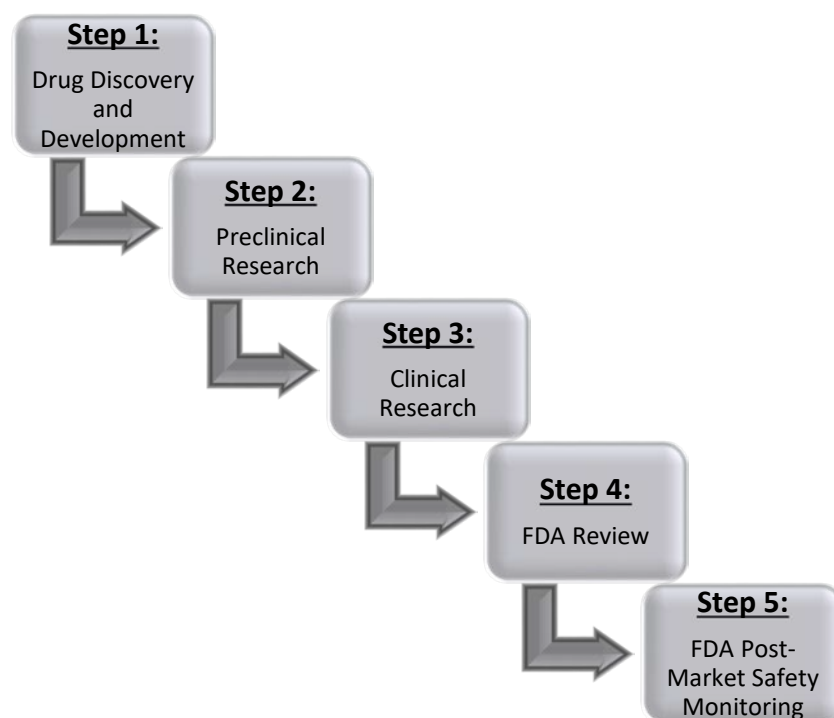 Step 1:
Drug Discovery
and
Development
Step 2:
Preclinical
Research
Step 3:
Clinical
Research
Step 4:
FDA Review
Step 5:
FDA Post-
Market Safety
Monitoring